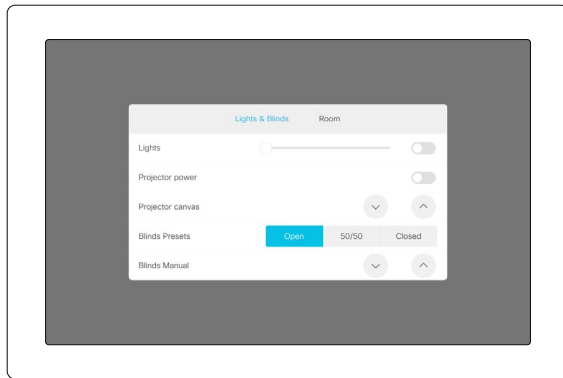 Lights & Blinds Room
Lights
Projector power
Projector canvas
Blinds Presets Open 50/50 Closed
Blinds Manual